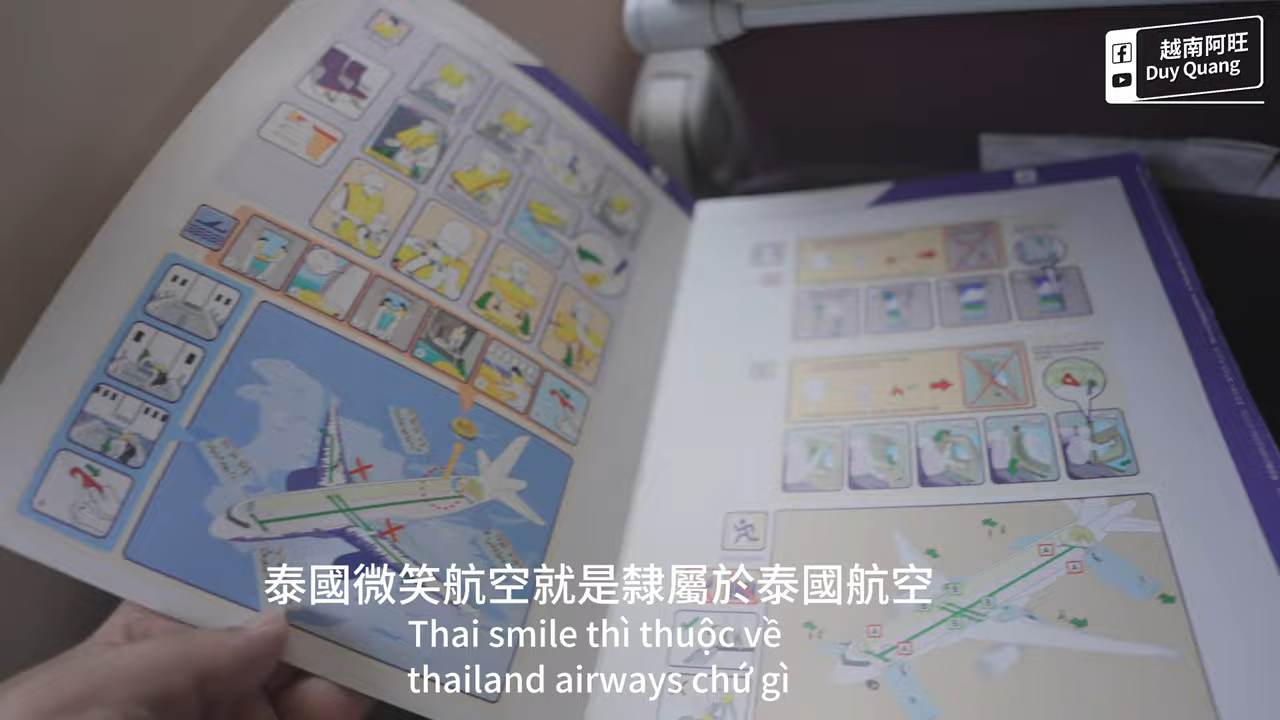 越南阿旺
Duy Quang
泰國微笑航空就是隸屬於泰國航空
Thai smile thì thuộc về
thailand airways chứ gì